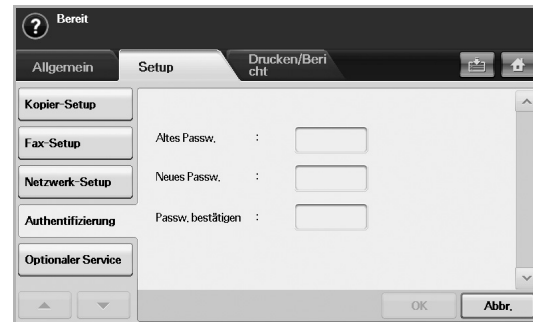 Bereit
Allgemein
Setup
Drucken/Beri
cht
Kopier-Setup
Fax-Setup
Netzwerk-Setup
Authentifizierung
Optionaler Service
Altes Passw. :
Neues Passw. :
Passw. bestätigen :
OK
Abbr.